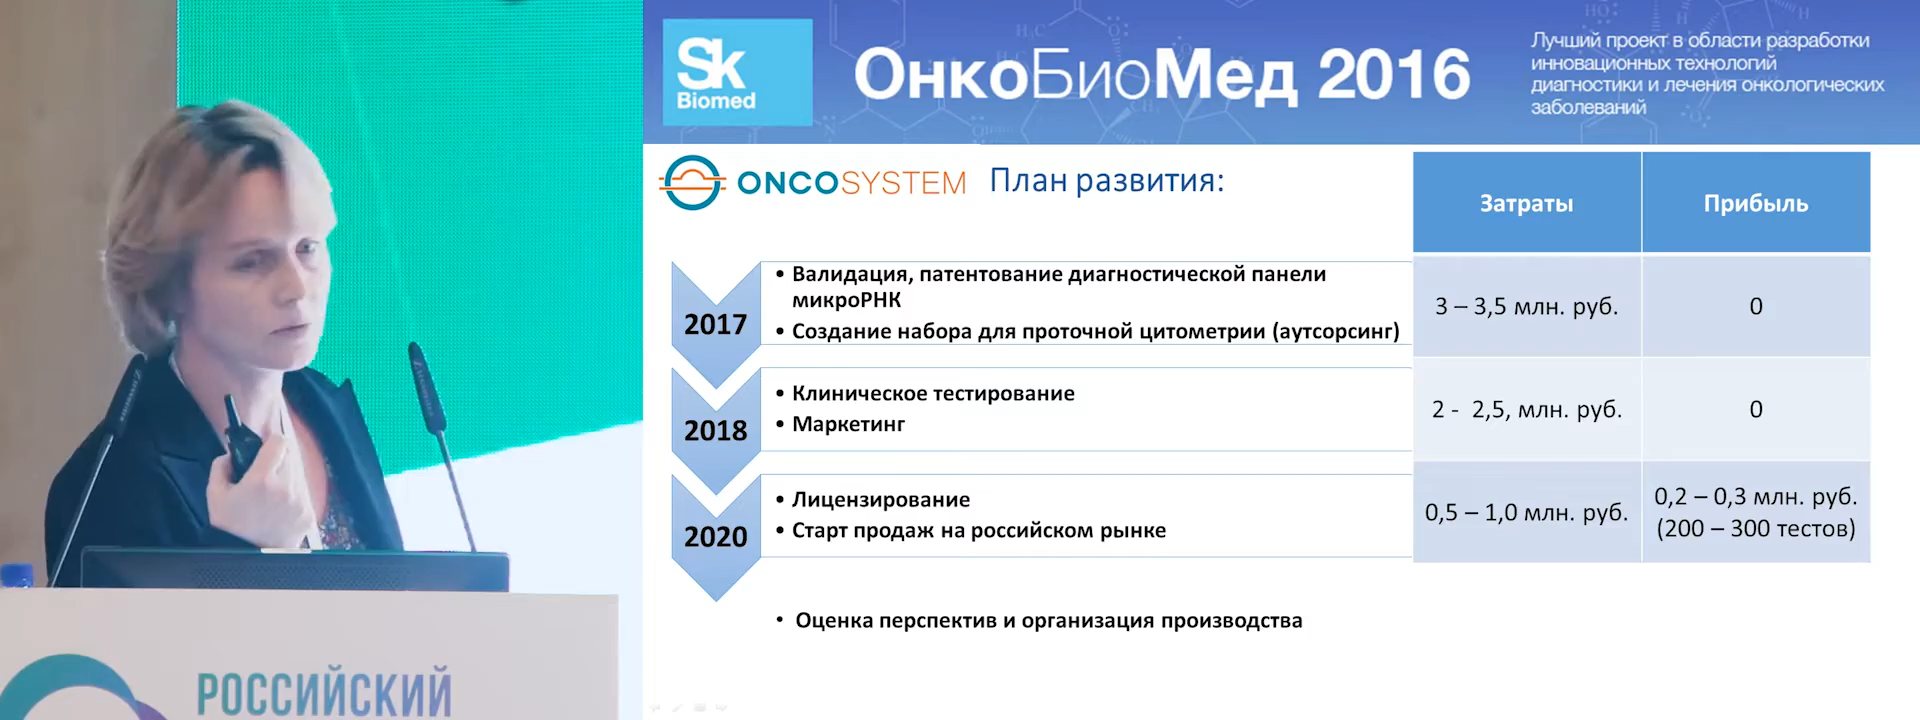 Sk
Biomed
ОнкоБиоМед 2016
Лучший проект в области разработки
инновационных технологий
диагностики и лечения онкологических
заболеваний
ONCOSYSTEM
План развития:
Затраты
Прибыль
2017
• Валидация, патентование диагностической панели
микроРНК
• Создание набора для проточной цитометрии (аутсорсинг)
3 – 3,5 млн. руб.
0
2018
• Клиническое тестирование
• Маркетинг
2 - 2,5, млн. руб.
0
2020
• Лицензирование
• Старт продаж на российском рынке
0,5 – 1,0 млн. руб.
0,2 – 0,3 млн. руб.
(200 – 300 тестов)
• Оценка перспектив и организация производства
РОССИЙСКИЙ